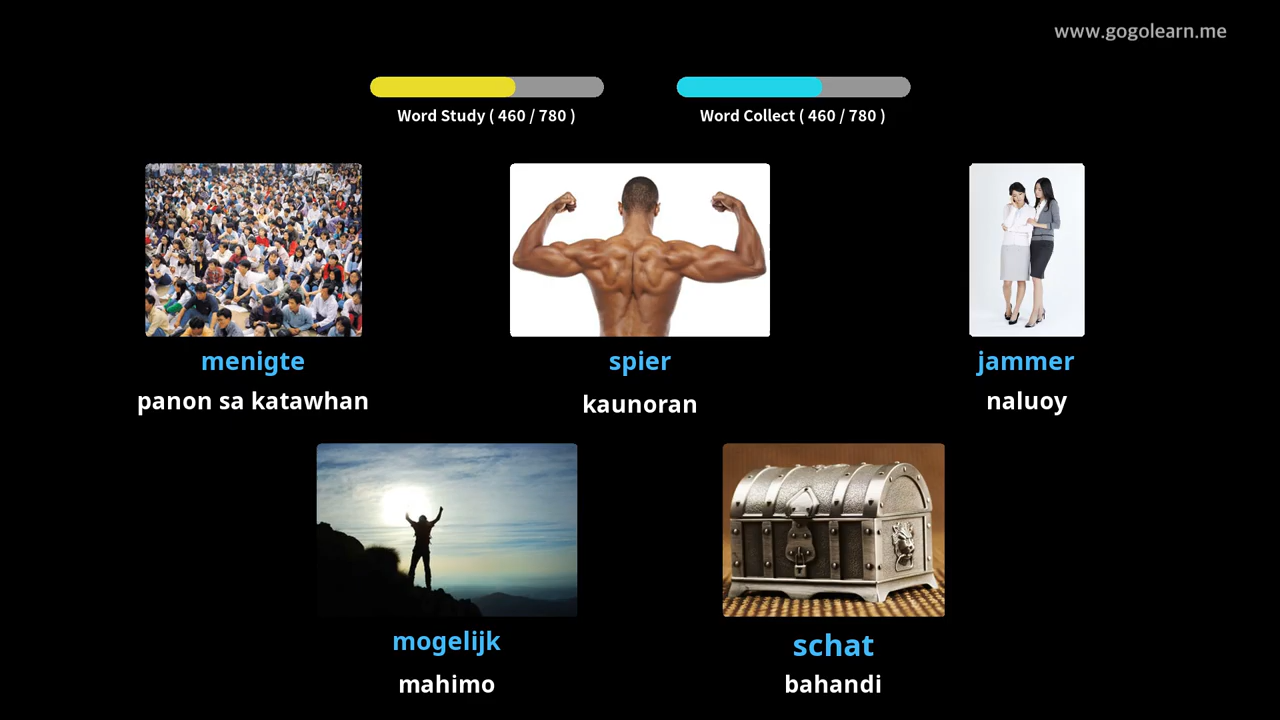 www.gogolearn.me
Word Study ( 460 / 780 )
Word Collect ( 460 / 780 )
menigte
panon sa katawhan
spier
kaunoran
jammer
naluoy
mogelijk
mahimo
schat
bahandi